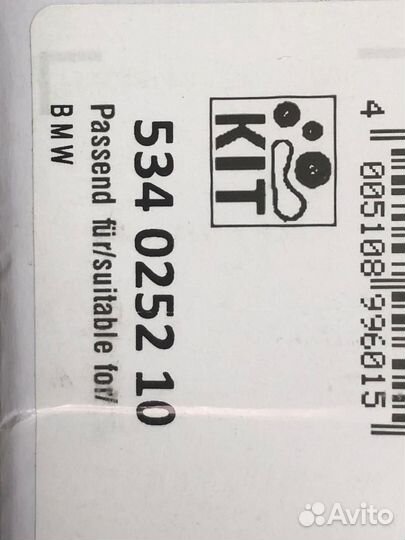 4 005108 996015
KIT
534 0252 10
Passend für/suitable for/
BMW
Avito